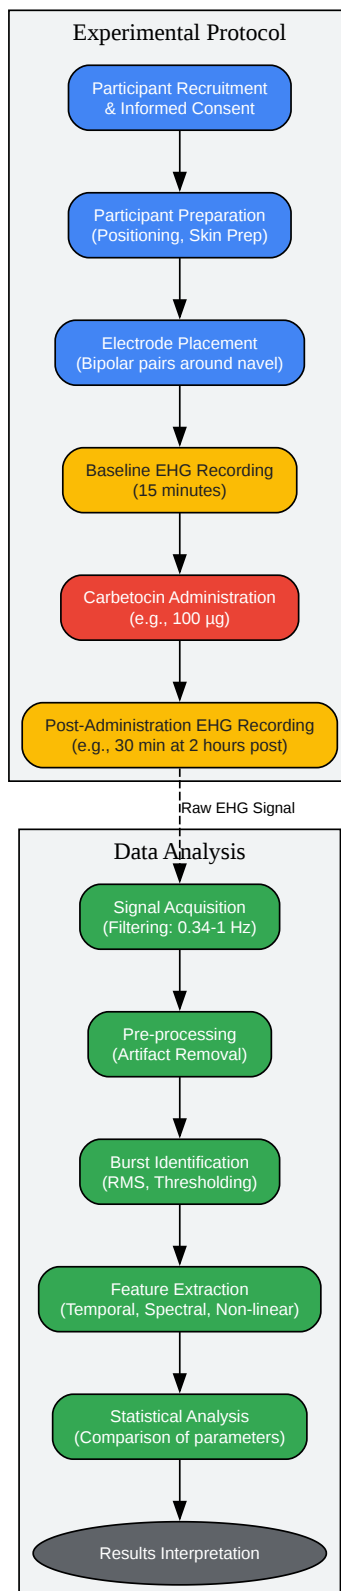 Experimental Protocol
Participant Recruitment
& Informed Consent
Participant Preparation
(Positioning, Skin Prep)
Electrode Placement
(Bipolar pairs around navel)
Baseline EHG Recording
(15 minutes)
Carbetocin Administration
(e.g., 100 µg)
Post-Administration EHG Recording
(e.g., 30 min at 2 hours post)
Raw EHG Signal
Data Analysis
Signal Acquisition
(Filtering: 0.34-1 Hz)
Pre-processing
(Artifact Removal)
Burst Identification
(RMS, Thresholding)
Feature Extraction
(Temporal, Spectral, Non-linear)
Statistical Analysis
(Comparison of parameters)
Results Interpretation